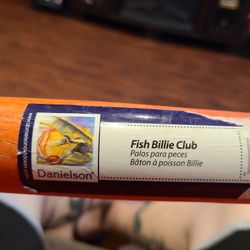 Danielson
Fish Billie Club
Palos para peces
Bâton à poisson Billie